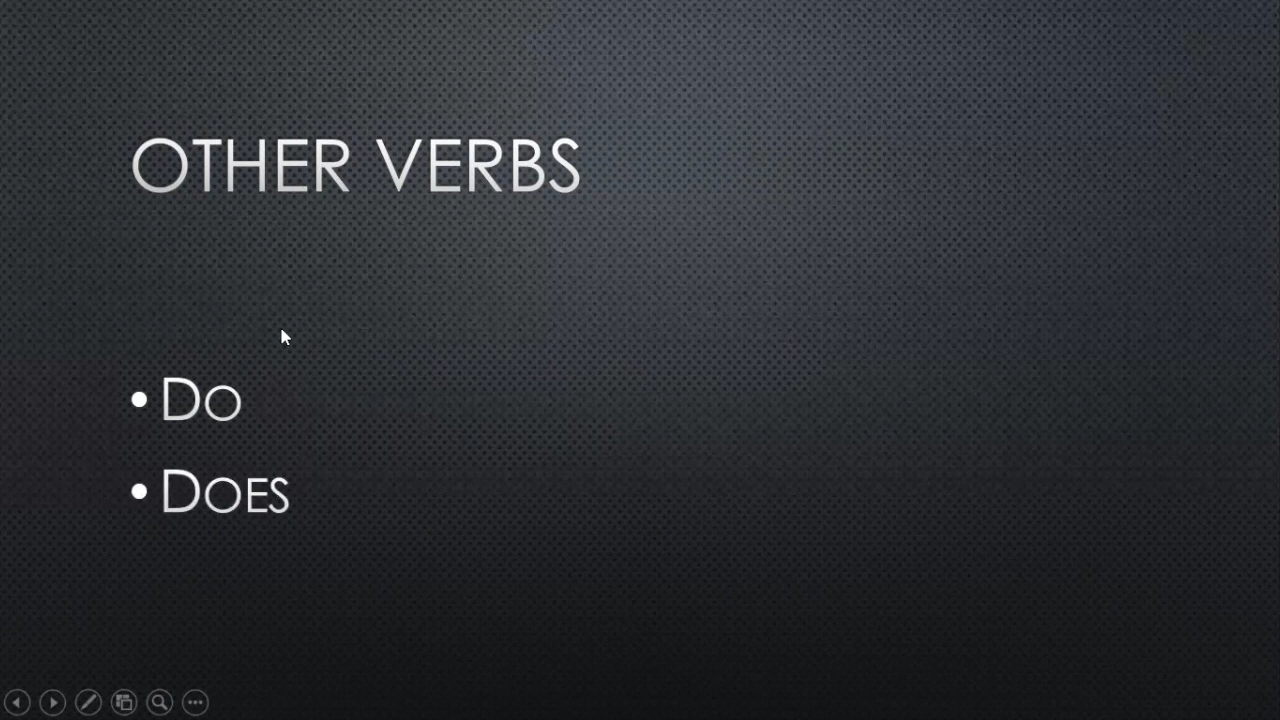 OTHER VERBS
• DO
• DOES